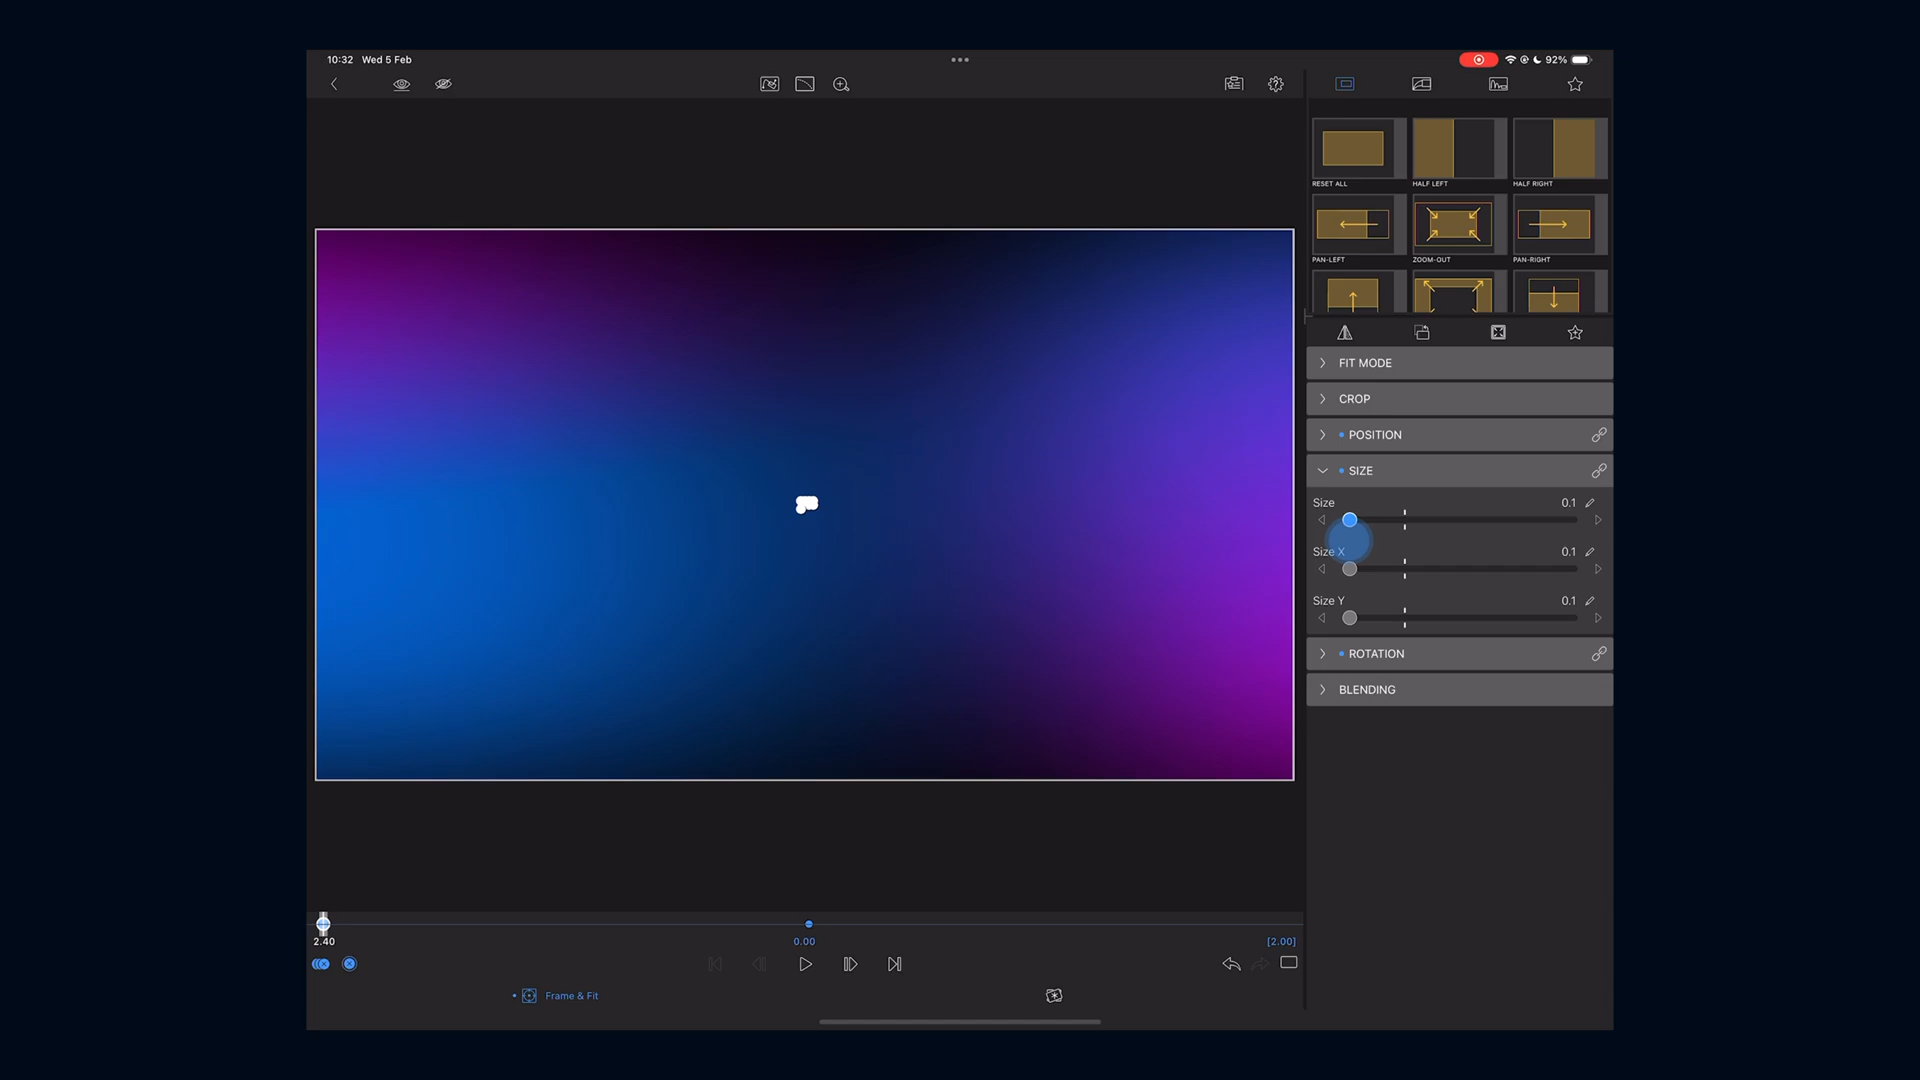 10:32 Wed 5 Feb
92%
RESET ALL
HALF LEFT
HALF RIGHT
PAN-LEFT
ZOOM-OUT
PAN-RIGHT
FIT MODE
CROP
POSITION
SIZE
Size
0.1
Size X
0.1
Size Y
0.1
ROTATION
BLENDING
2.40
0.00
[2.00]
Frame & Fit